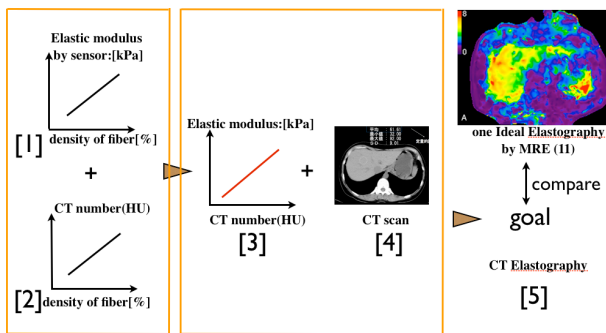 Elastic modulus
by sensor:[kPa]
density of fiber[%]
[1]
+
CT number(HU)
density of fiber[%]
[2]
Elastic modulus:[kPa]
CT number(HU)
[3]
+
CT scan
[4]
8
0
A
one Ideal Elastography
by MRE (11)
compare
goal
CT Elastography
[5]